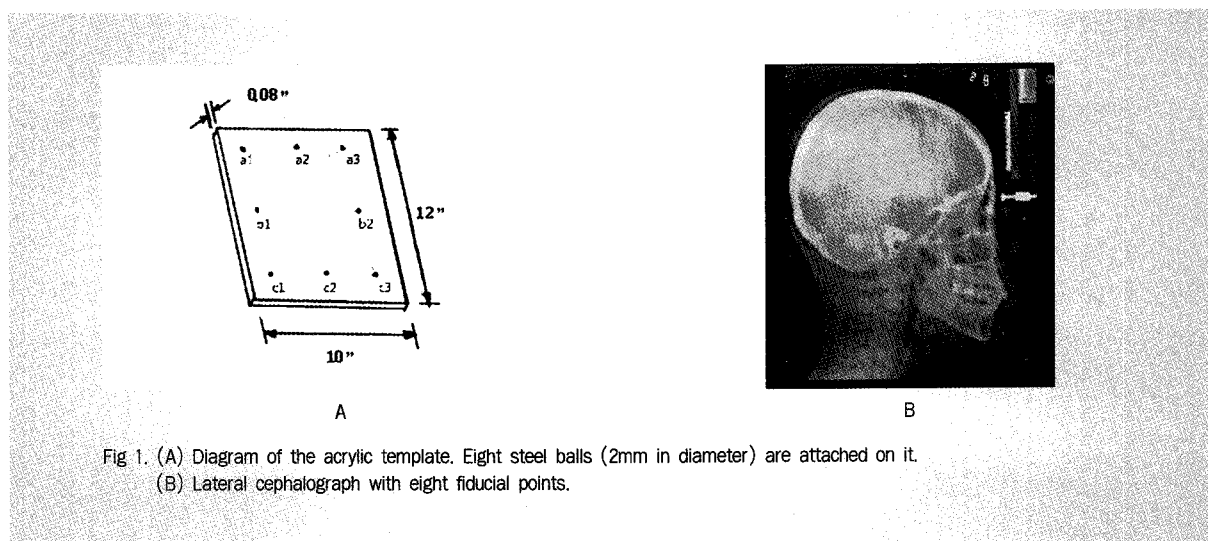 0.08"
a1 a2 a3
12"
b1 b2
c1 c2 c3
10"
A
B
Fig 1. (A) Diagram of the acrylic template. Eight steel balls (2mm in diameter) are attached on it.
(B) Lateral cephalograph with eight fiducial points.